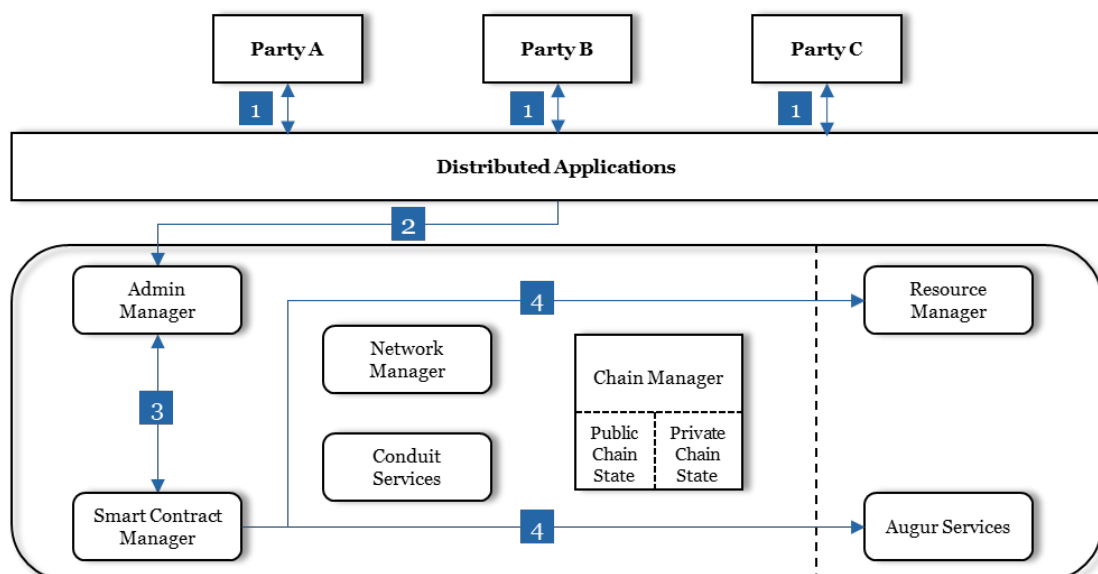 Party A
Party B
Party C
1
1
1
Distributed Applications
2
Admin
Manager
4
Resource
Manager
Network
Manager
Chain Manager
3
Public
Chain
State
Private
Chain
State
Conduit
Services
Smart Contract
Manager
4
Augur Services